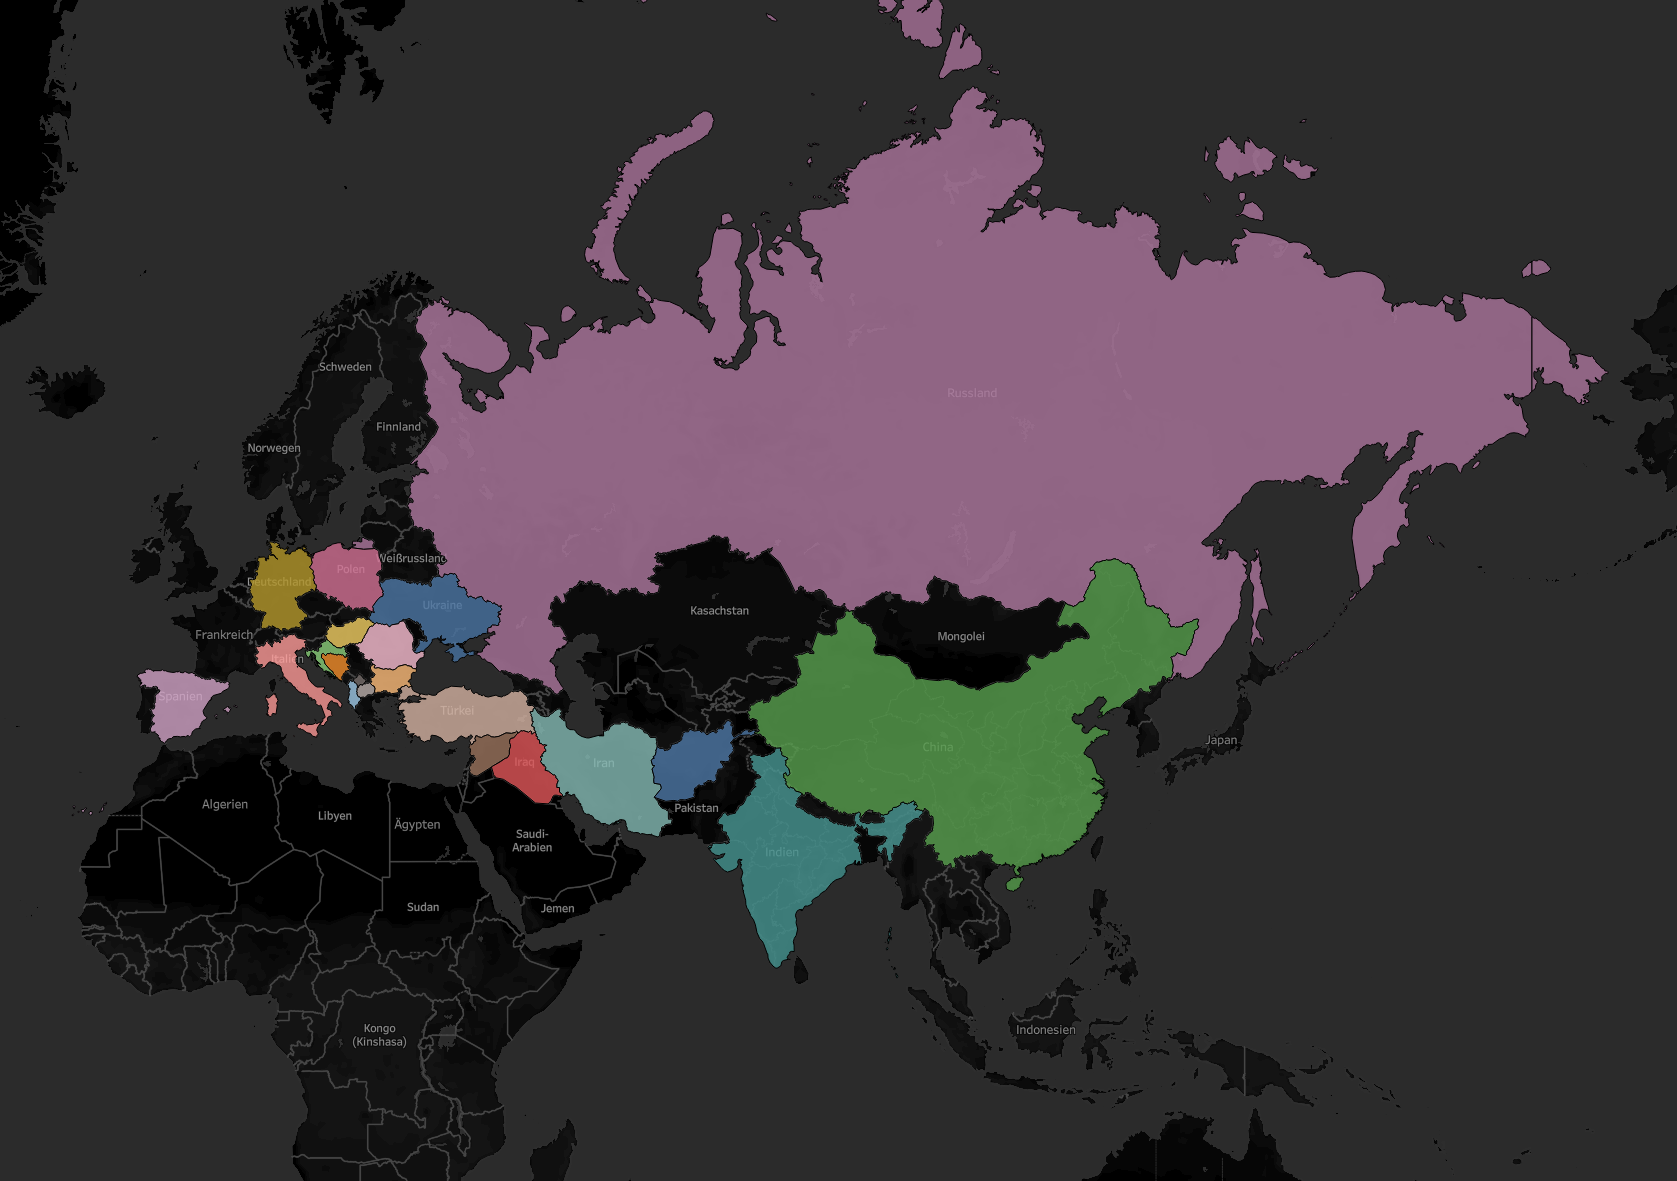 Schweden
Russland
Finnland
Norwegen
Weißrussland
Polen
Deutschland
Ukraine
Kasachstan
Frankreich
Mongolei
Italien
Spanien
Türkei
Japan
China
Iraq
Iran
Algerien
Pakistan
Libyen
Ägypten
Saudi-
Arabien
Indien
Sudan
Jemen
Kongo
(Kinshasa)
Indonesien